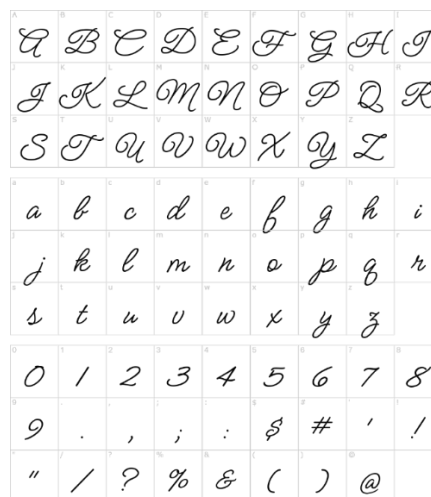 A B C D E F G H I
J K L M N O P Q R
S T U V W X Y Z
a b c d e f g h i
j k l m n o p q r
s t u v w x y z
0 1 2 3 4 5 6 7 8
9 . , ; : $ # ' !
" / ? % & ( ) @